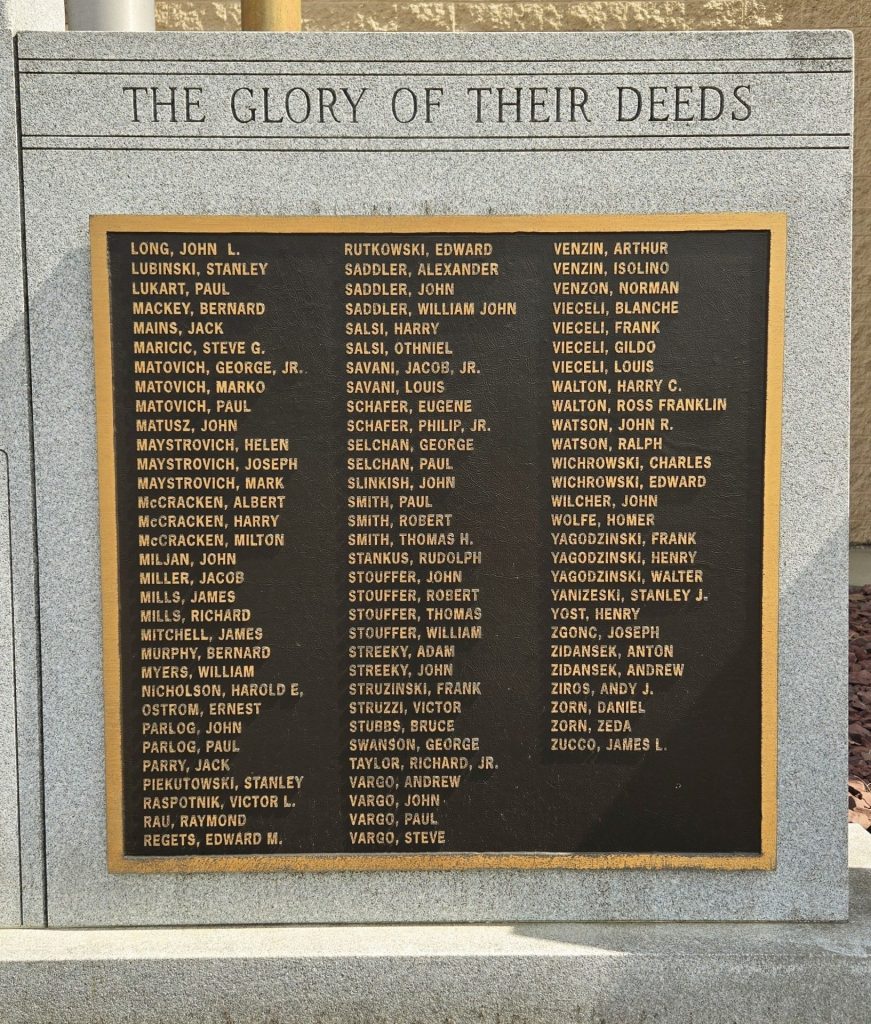 THE GLORY OF THEIR DEEDS
LONG, JOHN L.
LUBINSKI, STANLEY
LUKART, PAUL
MACKEY, BERNARD
MAINS, JACK
MARICIC, STEVE G.
MATOVICH, GEORGE, JR.
MATOVICH, MARKO
MATOVICH, PAUL
MATUSZ, JOHN
MAYSTROVICH, HELEN
MAYSTROVICH, JOSEPH
MAYSTROVICH, MARK
McCRACKEN, ALBERT
McCRACKEN, HARRY
McCRACKEN, MILTON
MILJAN, JOHN
MILLER, JACOB
MILLS, JAMES
MILLS, RICHARD
MITCHELL, JAMES
MURPHY, BERNARD
MYERS, WILLIAM
NICHOLSON, HAROLD E.
OSTROM, ERNEST
PARLOG, JOHN
PARLOG, PAUL
PARRY, JACK
PIEKUTOWSKI, STANLEY
RASPOTNIK, VICTOR L.
RAU, RAYMOND
REGETS, EDWARD M.
RUTKOWSKI, EDWARD
SADDLER, ALEXANDER
SADDLER, JOHN
SADDLER, WILLIAM JOHN
SALSI, HARRY
SALSI, OTHNIEL
SAVANI, JACOB, JR.
SAVANI, LOUIS
SCHAFER, EUGENE
SCHAFER, PHILIP, JR.
SELCHAN, GEORGE
SELCHAN, PAUL
SLINKISH, JOHN
SMITH, PAUL
SMITH, ROBERT
SMITH, THOMAS H.
STANKUS, RUDOLPH
STOUFFER, JOHN
STOUFFER, ROBERT
STOUFFER, THOMAS
STOUFFER, WILLIAM
STREEKY, ADAM
STREEKY, JOHN
STRUZINSKI, FRANK
STRUZZI, VICTOR
STUBBS, BRUCE
SWANSON, GEORGE
TAYLOR, RICHARD, JR.
VARGO, ANDREW
VARGO, JOHN
VARGO, PAUL
VARGO, STEVE
VENZIN, ARTHUR
VENZIN, ISOLINO
VENZON, NORMAN
VIECELI, BLANCHE
VIECELI, FRANK
VIECELI, GILDO
VIECELI, LOUIS
WALTON, HARRY C.
WALTON, ROSS FRANKLIN
WATSON, JOHN R.
WATSON, RALPH
WICHROWSKI, CHARLES
WICHROWSKI, EDWARD
WILCHER, JOHN
WOLFE, HOMER
YAGODZINSKI, FRANK
YAGODZINSKI, HENRY
YAGODZINSKI, WALTER
YANIZESKI, STANLEY J.
YOST, HENRY
ZGONC, JOSEPH
ZIDANSEK, ANTON
ZIDANSEK, ANDREW
ZIROS, ANDY J.
ZORN, DANIEL
ZORN, ZEDA
ZUCCO, JAMES L.